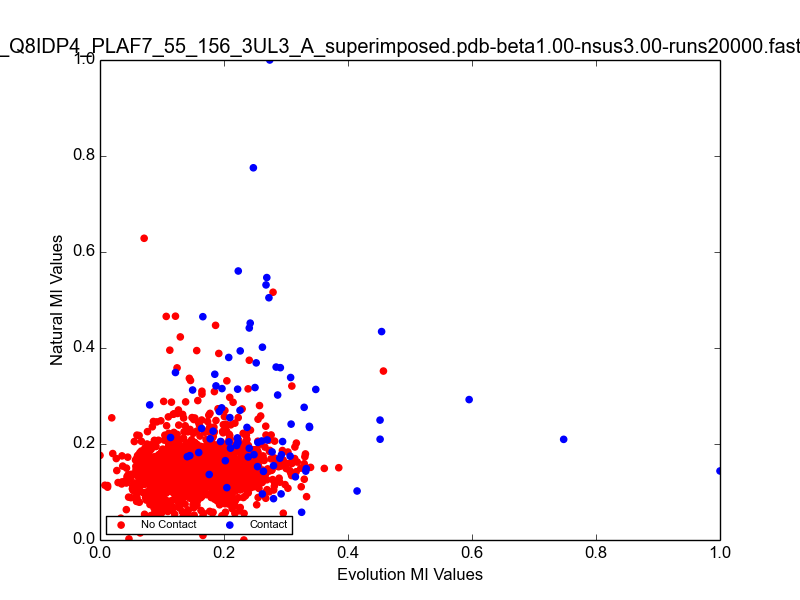 _Q8IDP4_PLAF7_55_156_3UL3_A_superimposed.pdb-beta1.00-nsus3.00-runs20000.fast
1.0
0.8
0.6
0.4
0.2
0.0
Natural MI Values
No Contact
Contact
0.0 0.2 0.4 0.6 0.8 1.0
Evolution MI Values